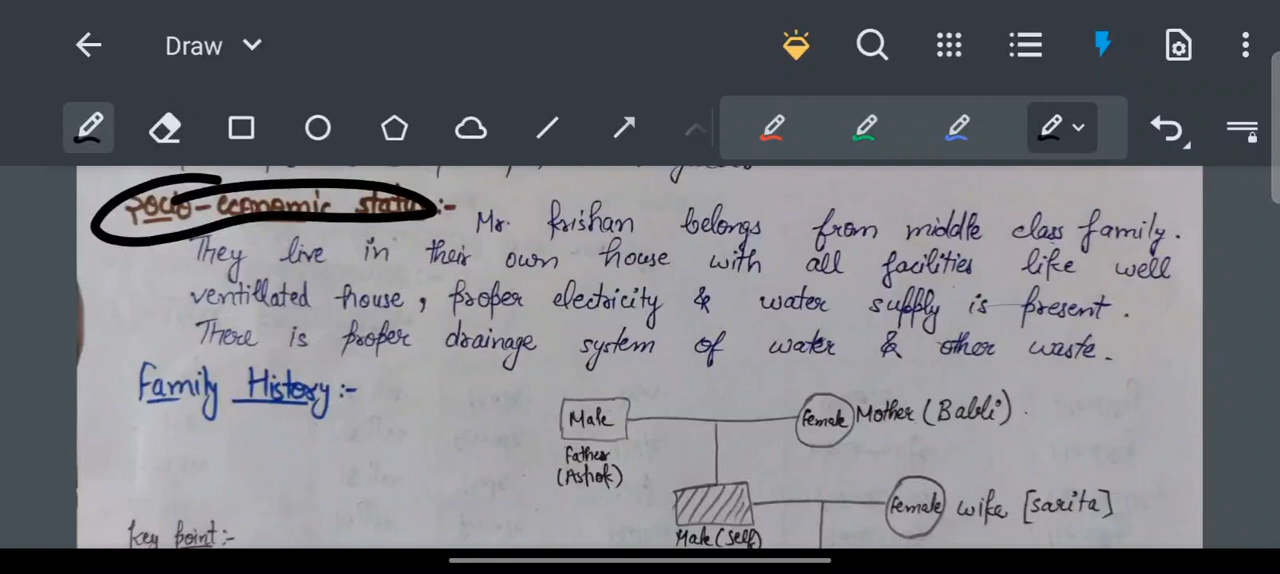 Draw
Socio-economic status:-
Mr. Krishan belongs from middle class family.
They live in their own house with all facilities like well
ventillated house, proper electricity & water supply is present.
There is proper drainage system of water & other waste.
Family History:-
Male
Female Mother (Babli).
Father
(Ashok)
Female wife [sarita]
Male (Self)
Key point:-